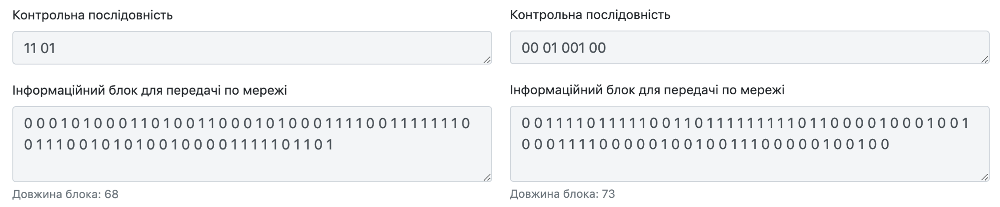 Контрольна послідовність
11 01
Інформаційний блок для передачі по мережі
0 0 0 1 0 1 0 0 0 1 1 0 1 0 0 1 1 0 0 0 1 0 1 0 0 0 1 1 1 1 0 0 1 1 1 1 1 1 1 0
0 1 1 1 0 0 1 0 1 0 1 0 0 1 0 0 0 0 1 1 1 1 1 0 1 1 0 1
Довжина блока: 68
Контрольна послідовність
00 01 001 00
Інформаційний блок для передачі по мережі
0 0 1 1 1 1 0 1 1 1 1 1 0 0 1 1 0 1 1 1 1 1 1 1 1 1 0 1 1 0 0 0 0 1 0 0 0 1 0 0 1
0 0 0 1 1 1 1 0 0 0 0 0 1 0 0 1 0 0 1 1 1 0 0 0 0 0 1 0 0 1 0 0
Довжина блока: 73